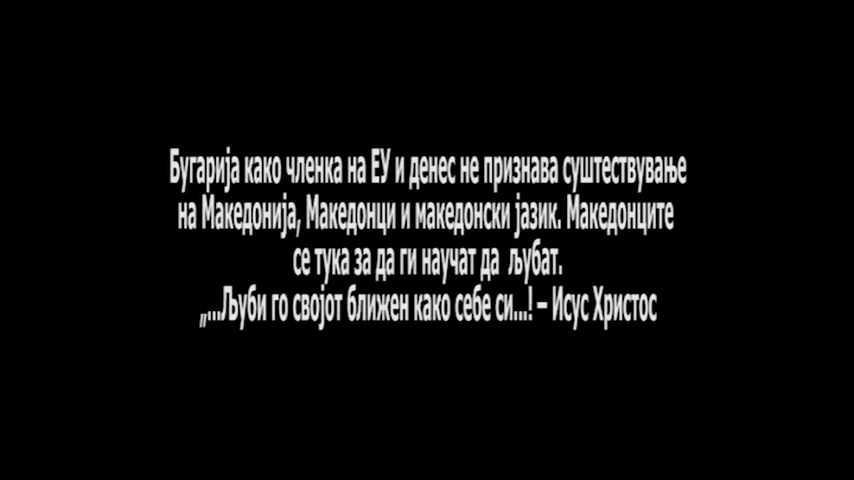 Бугарија како членка на ЕУ и денес не признава суштествување
на Македонија, Македонци и македонски јазик. Македонците
се тука за да ги научат да љубат.
„...Љуби го својот ближен како себе си...! – Исус Христос